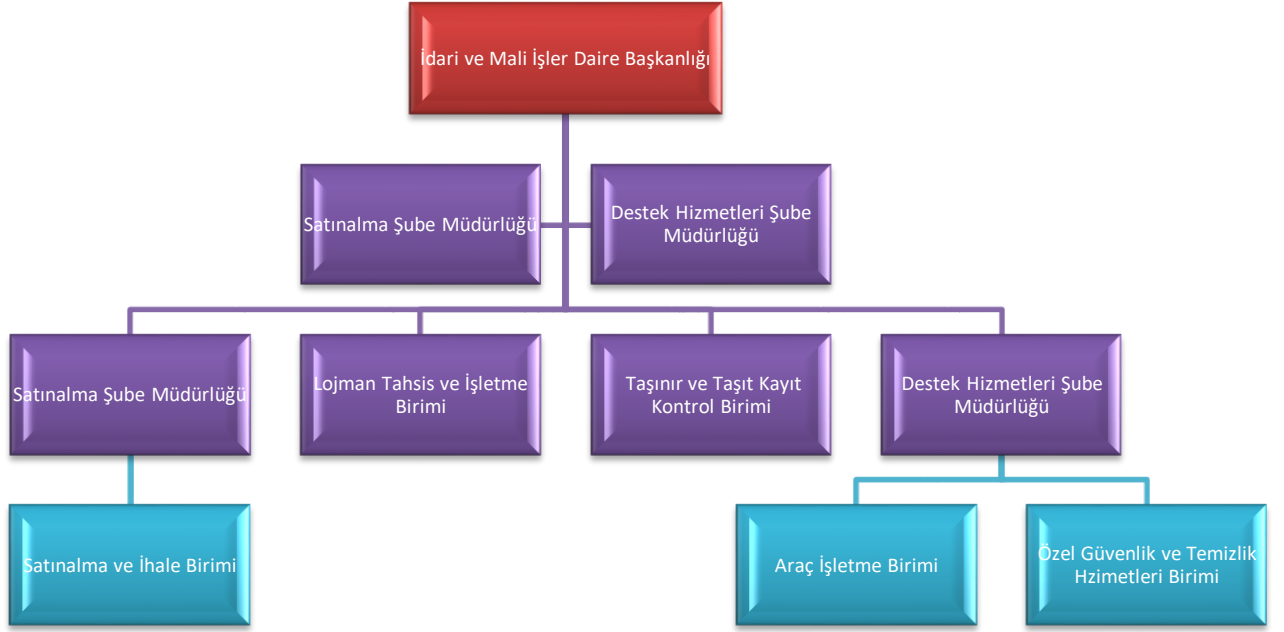 İdari ve Mali İşler Daire Başkanlığı
Satınalma Şube Müdürlüğü
Destek Hizmetleri Şube
Müdürlüğü
Satınalma Şube Müdürlüğü
Lojman Tahsis ve İşletme
Birimi
Taşınır ve Taşıt Kayıt
Kontrol Birimi
Destek Hizmetleri Şube
Müdürlüğü
Satınalma ve İhale Birimi
Araç İşletme Birimi
Özel Güvenlik ve Temizlik
Hzimetleri Birimi